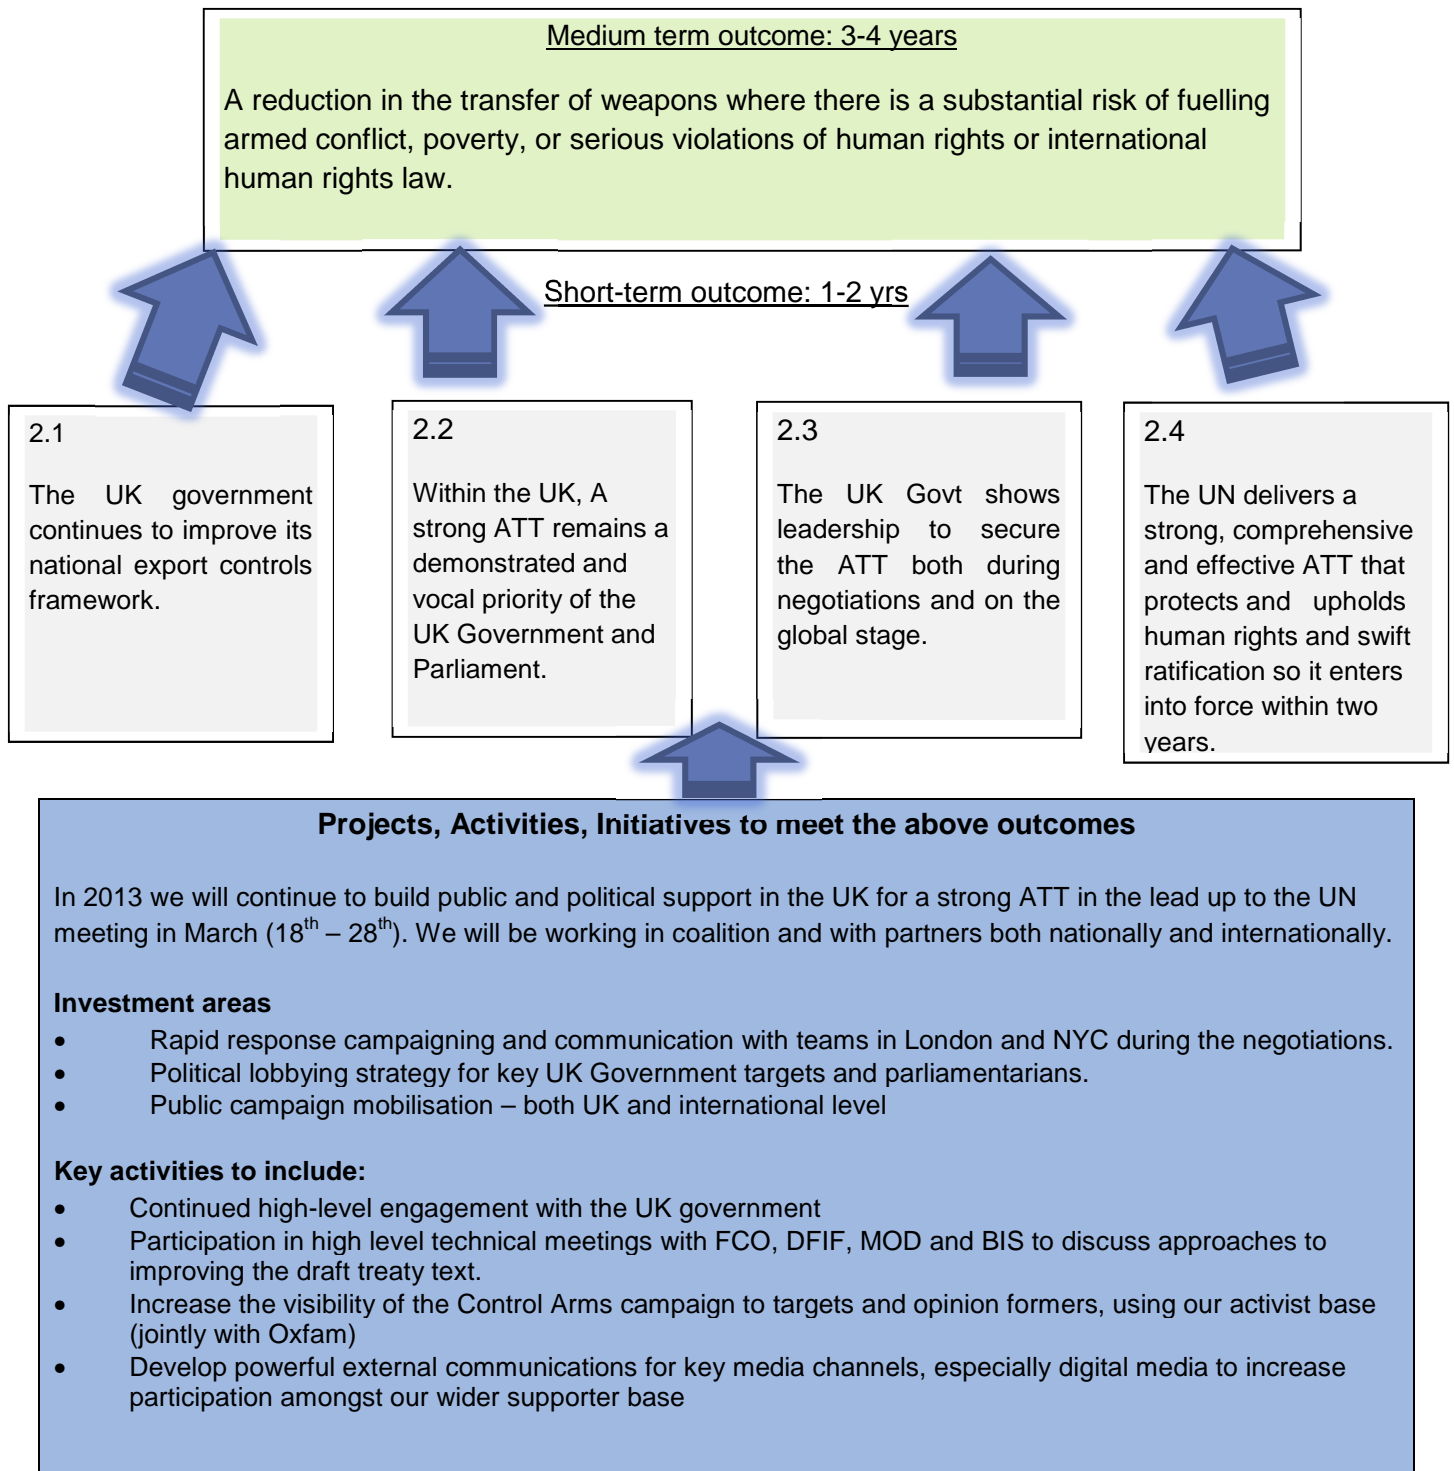 Medium term outcome: 3-4 years
A reduction in the transfer of weapons where there is a substantial risk of fuelling
armed conflict, poverty, or serious violations of human rights or international
human rights law.
Short-term outcome: 1-2 yrs
2.1
The UK government
continues to improve its
national export controls
framework.
2.2
Within the UK, A
strong ATT remains a
demonstrated and
vocal priority of the
UK Government and
Parliament.
2.3
The UK Govt shows
leadership to secure
the ATT both during
negotiations and on the
global stage.
2.4
The UN delivers a
strong, comprehensive
and effective ATT that
protects and upholds
human rights and swift
ratification so it enters
into force within two
years.
Projects, Activities, Initiatives to meet the above outcomes
In 2013 we will continue to build public and political support in the UK for a strong ATT in the lead up to the UN
meeting in March (18th – 28th). We will be working in coalition and with partners both nationally and internationally.
Investment areas
• Rapid response campaigning and communication with teams in London and NYC during the negotiations.
• Political lobbying strategy for key UK Government targets and parliamentarians.
• Public campaign mobilisation – both UK and international level
Key activities to include:
• Continued high-level engagement with the UK government
• Participation in high level technical meetings with FCO, DFIF, MOD and BIS to discuss approaches to
improving the draft treaty text.
• Increase the visibility of the Control Arms campaign to targets and opinion formers, using our activist base
(jointly with Oxfam)
• Develop powerful external communications for key media channels, especially digital media to increase
participation amongst our wider supporter base